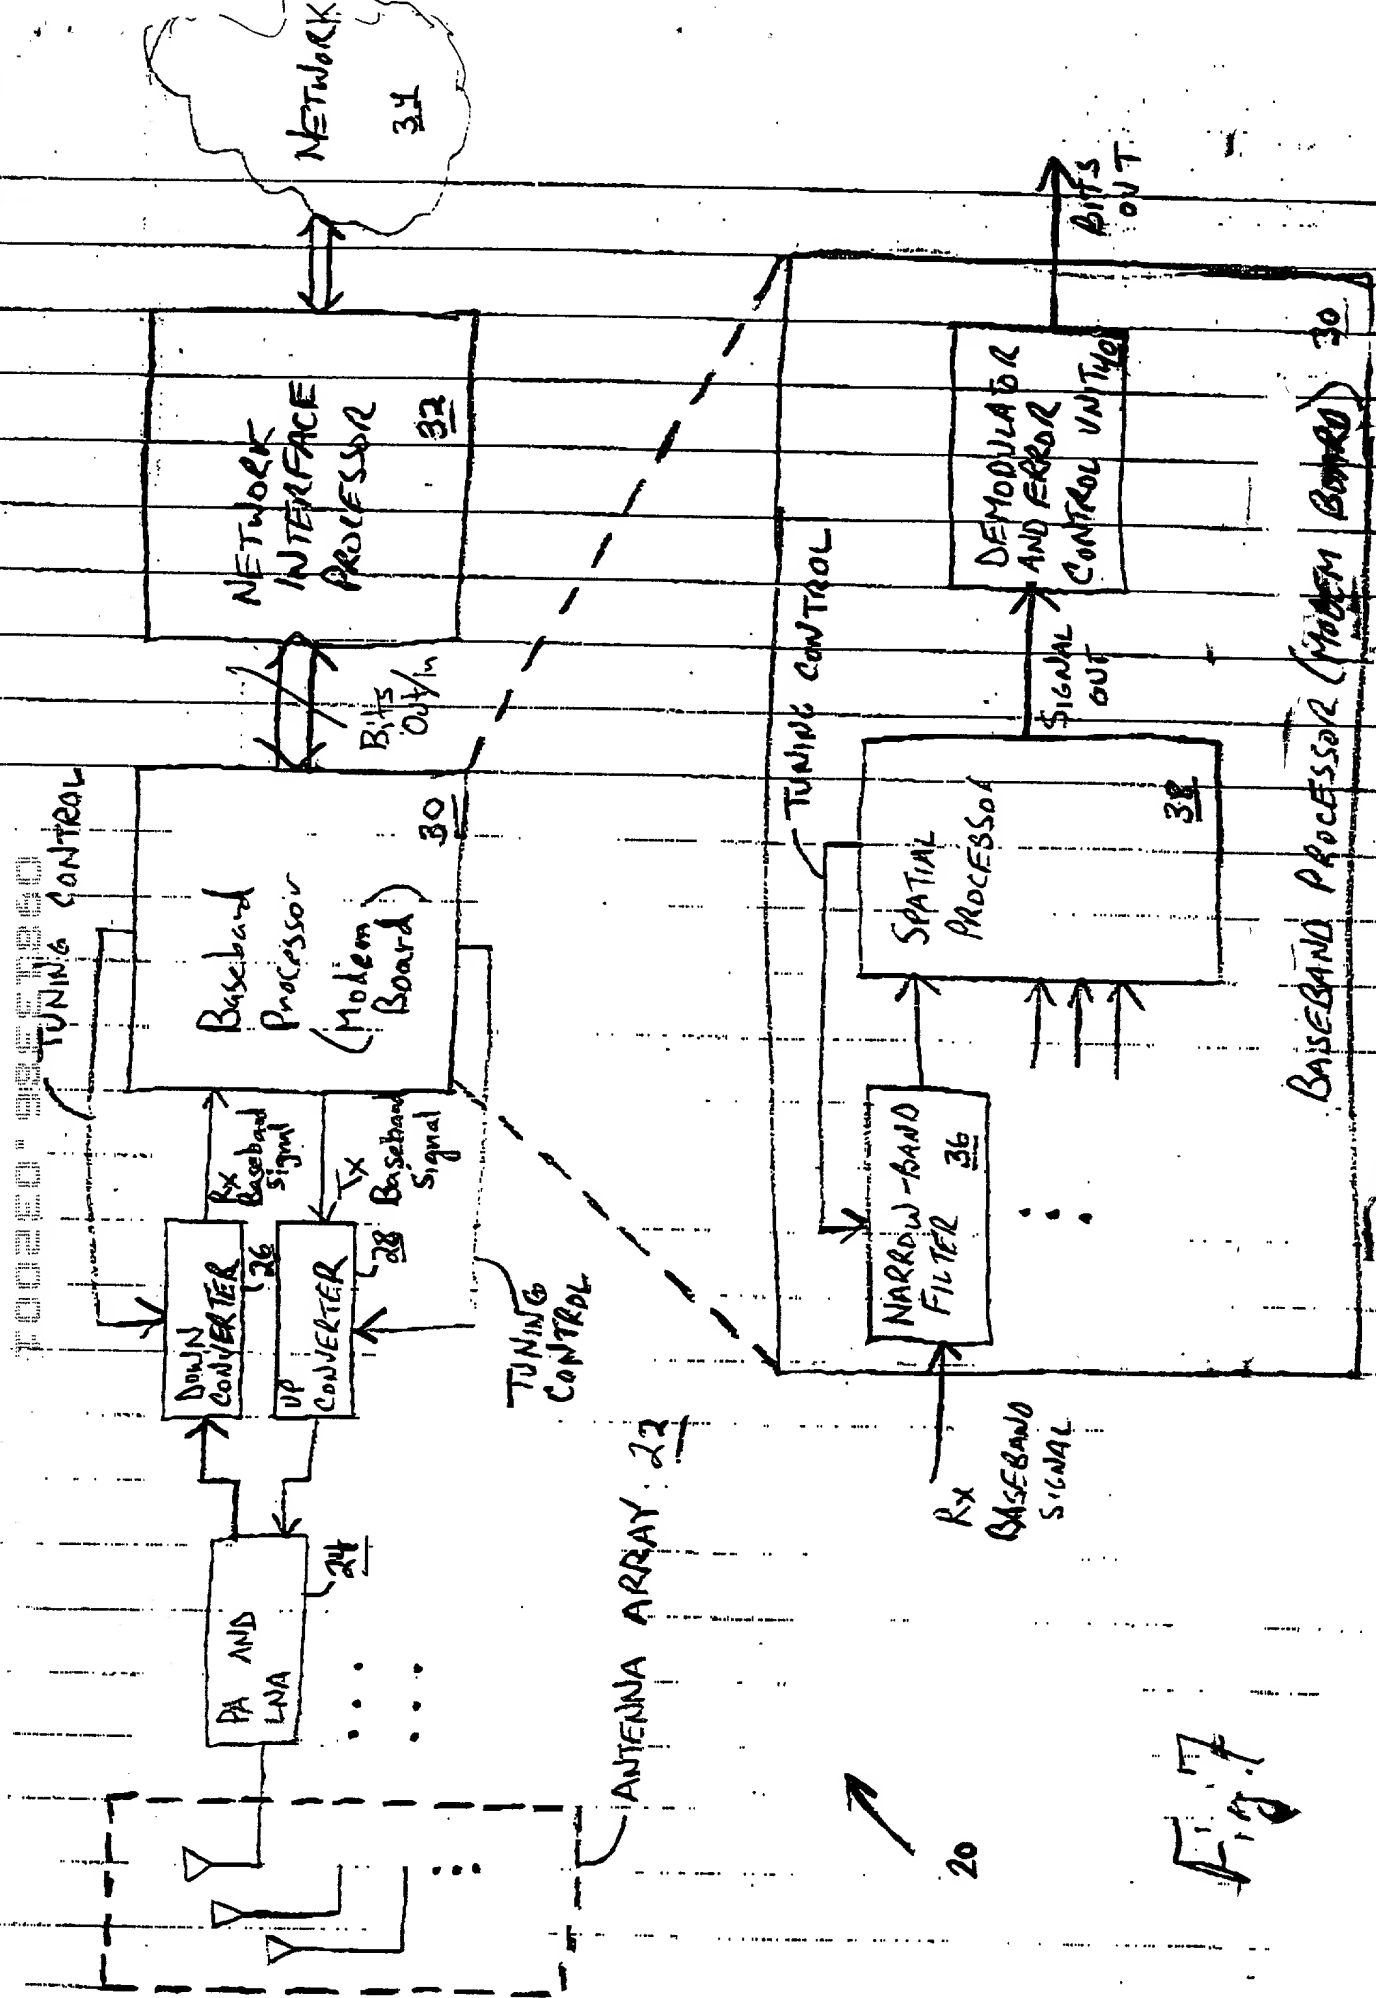 TUNING CONTROL
PA AND
LNA
24
DOWN
CONVERTER
26
UP
CONVERTER
28
Rx
Baseband
Signal
Tx
Baseband
Signal
TUNING
CONTROL
Baseband
Processor
(Modem
Board)
30
Bits
Out/In
NETWORK
INTERFACE
PROCESSOR
32
NETWORK
34
ANTENNA ARRAY 22
TUNING CONTROL
Rx
BASEBAND
SIGNAL
NARROW-BAND
FILTER 36
SPATIAL
PROCESSOR
38
SIGNAL
OUT
DEMODULATOR
AND ERROR
CONTROL UNIT 40
BITS
OUT
BASEBAND PROCESSOR (MODEM BOARD) 30
20
Fig. 7